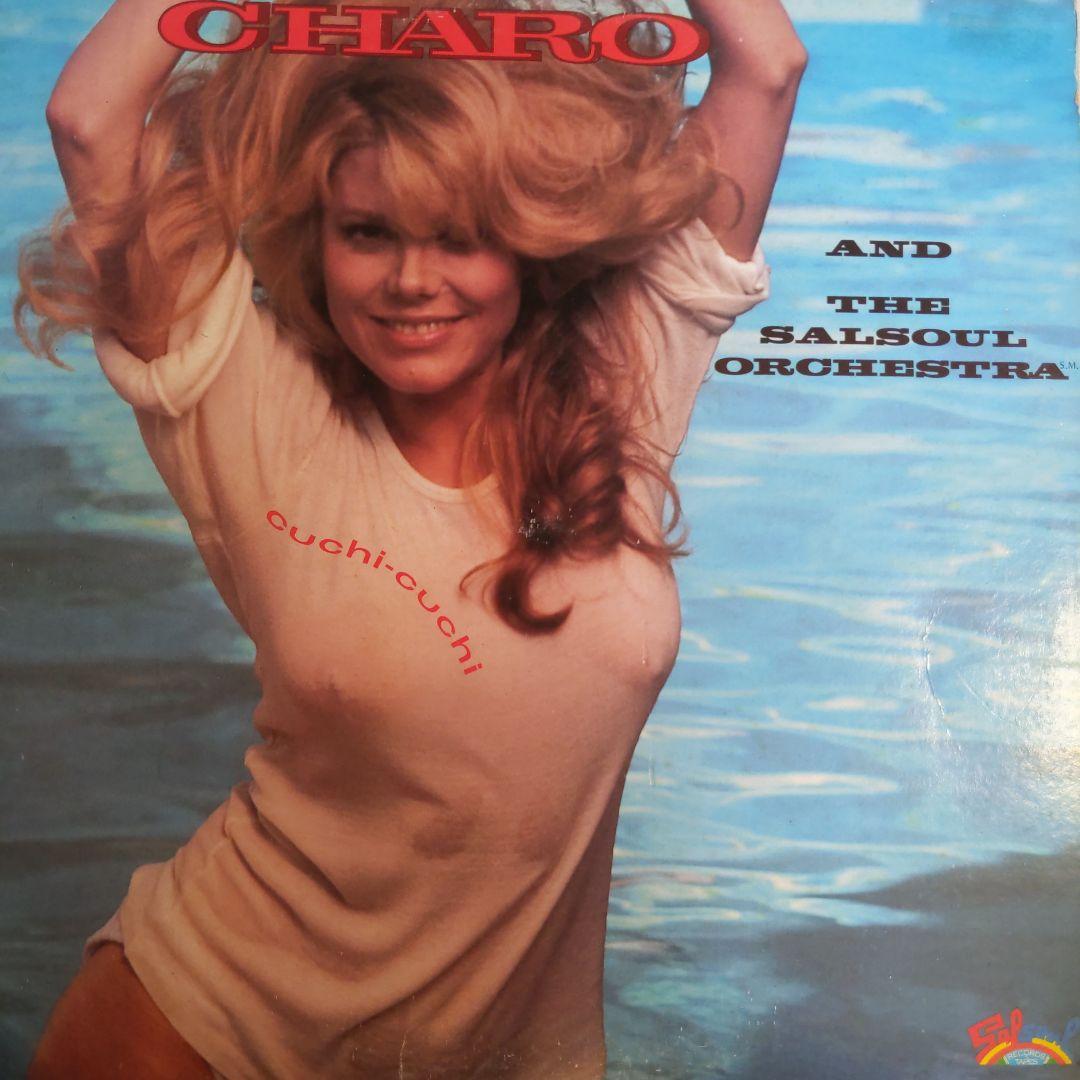 CHARO
AND
THE
SALSOUL
ORCHESTRA S.M.
cuchi-cuchi
Salsoul
RECORDS
TAPES